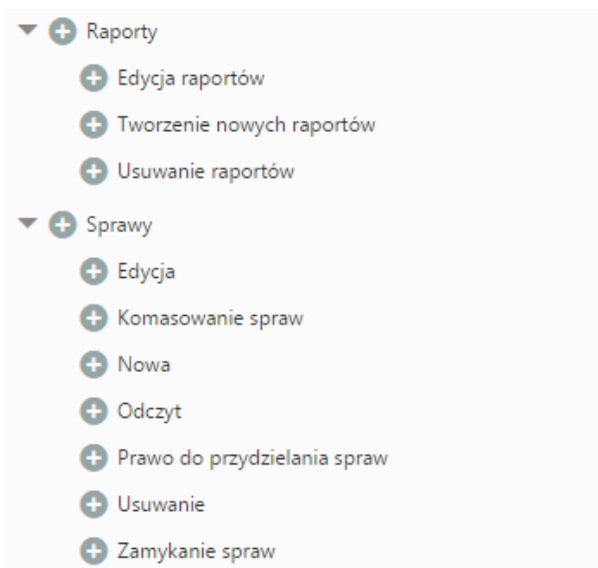 Raporty
Edycja raportów
Tworzenie nowych raportów
Usuwanie raportów
Sprawy
Edycja
Komasowanie spraw
Nowa
Odczyt
Prawo do przydzielania spraw
Usuwanie
Zamykanie spraw